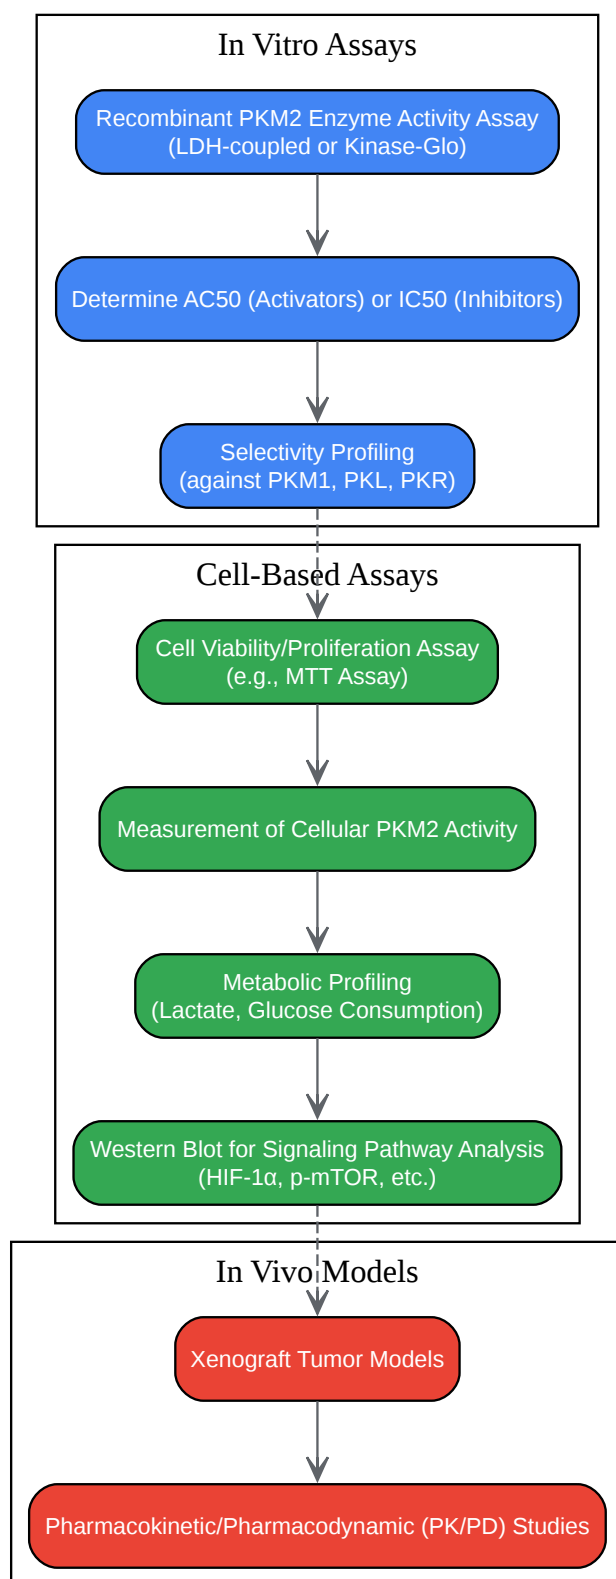 In Vitro Assays
Recombinant PKM2 Enzyme Activity Assay
(LDH-coupled or Kinase-Glo)
Determine AC50 (Activators) or IC50 (Inhibitors)
Selectivity Profiling
(against PKM1, PKL, PKR)
Cell-Based Assays
Cell Viability/Proliferation Assay
(e.g., MTT Assay)
Measurement of Cellular PKM2 Activity
Metabolic Profiling
(Lactate, Glucose Consumption)
Western Blot for Signaling Pathway Analysis
(HIF-1α, p-mTOR, etc.)
In Vivo Models
Xenograft Tumor Models
Pharmacokinetic/Pharmacodynamic (PK/PD) Studies